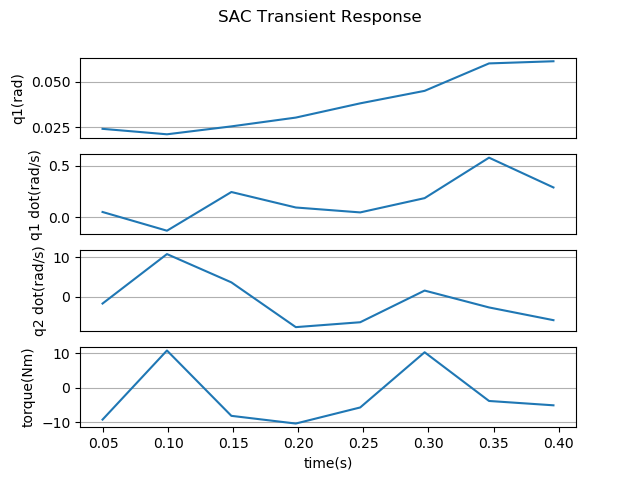 SAC Transient Response
q1(rad)
0.050
0.025
q1 dot(rad/s)
0.5
0.0
q2 dot(rad/s)
10
0
torque(Nm)
10
0
−10
0.05 0.10 0.15 0.20 0.25 0.30 0.35 0.40
time(s)